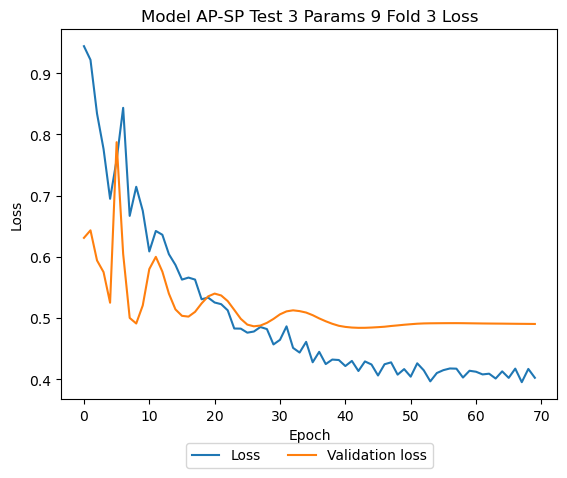 Model AP-SP Test 3 Params 9 Fold 3 Loss
Loss
0.9
0.8
0.7
0.6
0.5
0.4
0 10 20 30 40 50 60 70
Epoch
Loss Validation loss